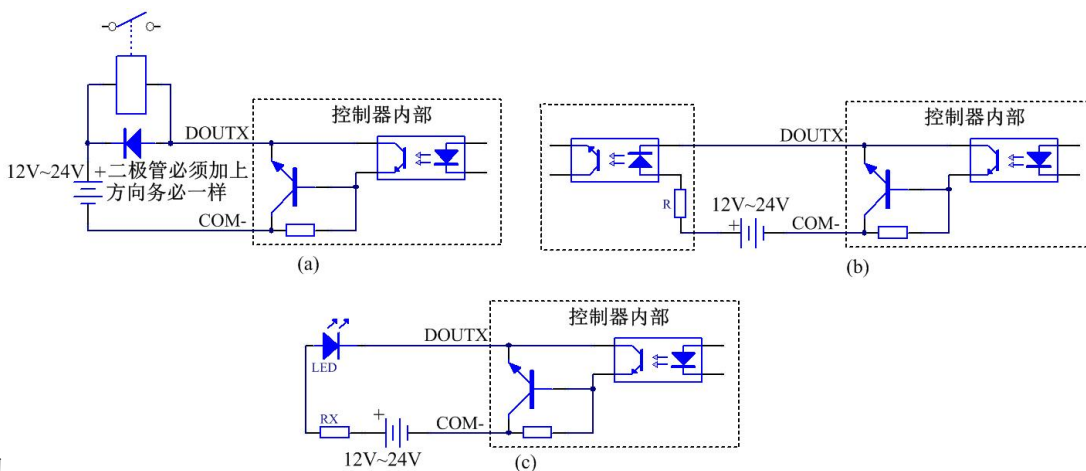 控制器内部
DOUTX
12V~24V
+二极管必须加上
方向务必一样
COM-
(a)
控制器内部
DOUTX
R
12V~24V
+
COM-
(b)
控制器内部
DOUTX
LED
RX
+
COM-
12V~24V
(c)